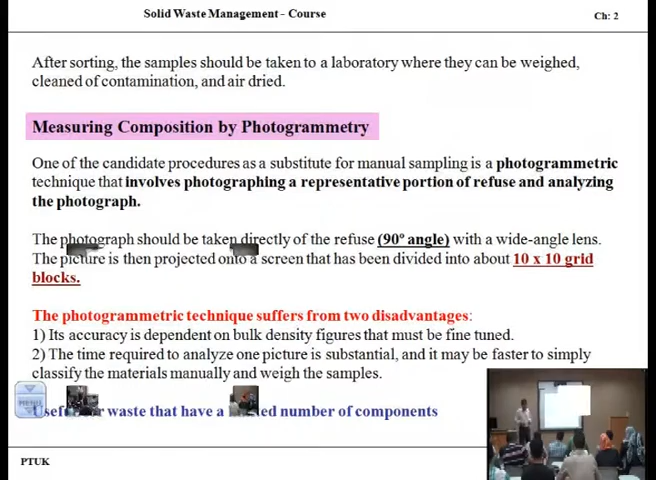 Solid Waste Management - Course
Ch: 2
After sorting, the samples should be taken to a laboratory where they can be weighed,
cleaned of contamination, and air dried.
Measuring Composition by Photogrammetry
One of the candidate procedures as a substitute for manual sampling is a photogrammetric
technique that involves photographing a representative portion of refuse and analyzing
the photograph.
The photograph should be taken directly of the refuse (90º angle) with a wide-angle lens.
The picture is then projected onto a screen that has been divided into about 10 x 10 grid
blocks.
The photogrammetric technique suffers from two disadvantages:
1) Its accuracy is dependent on bulk density figures that must be fine tuned.
2) The time required to analyze one picture is substantial, and it may be faster to simply
classify the materials manually and weigh the samples.
waste that have a number of components
PTUK